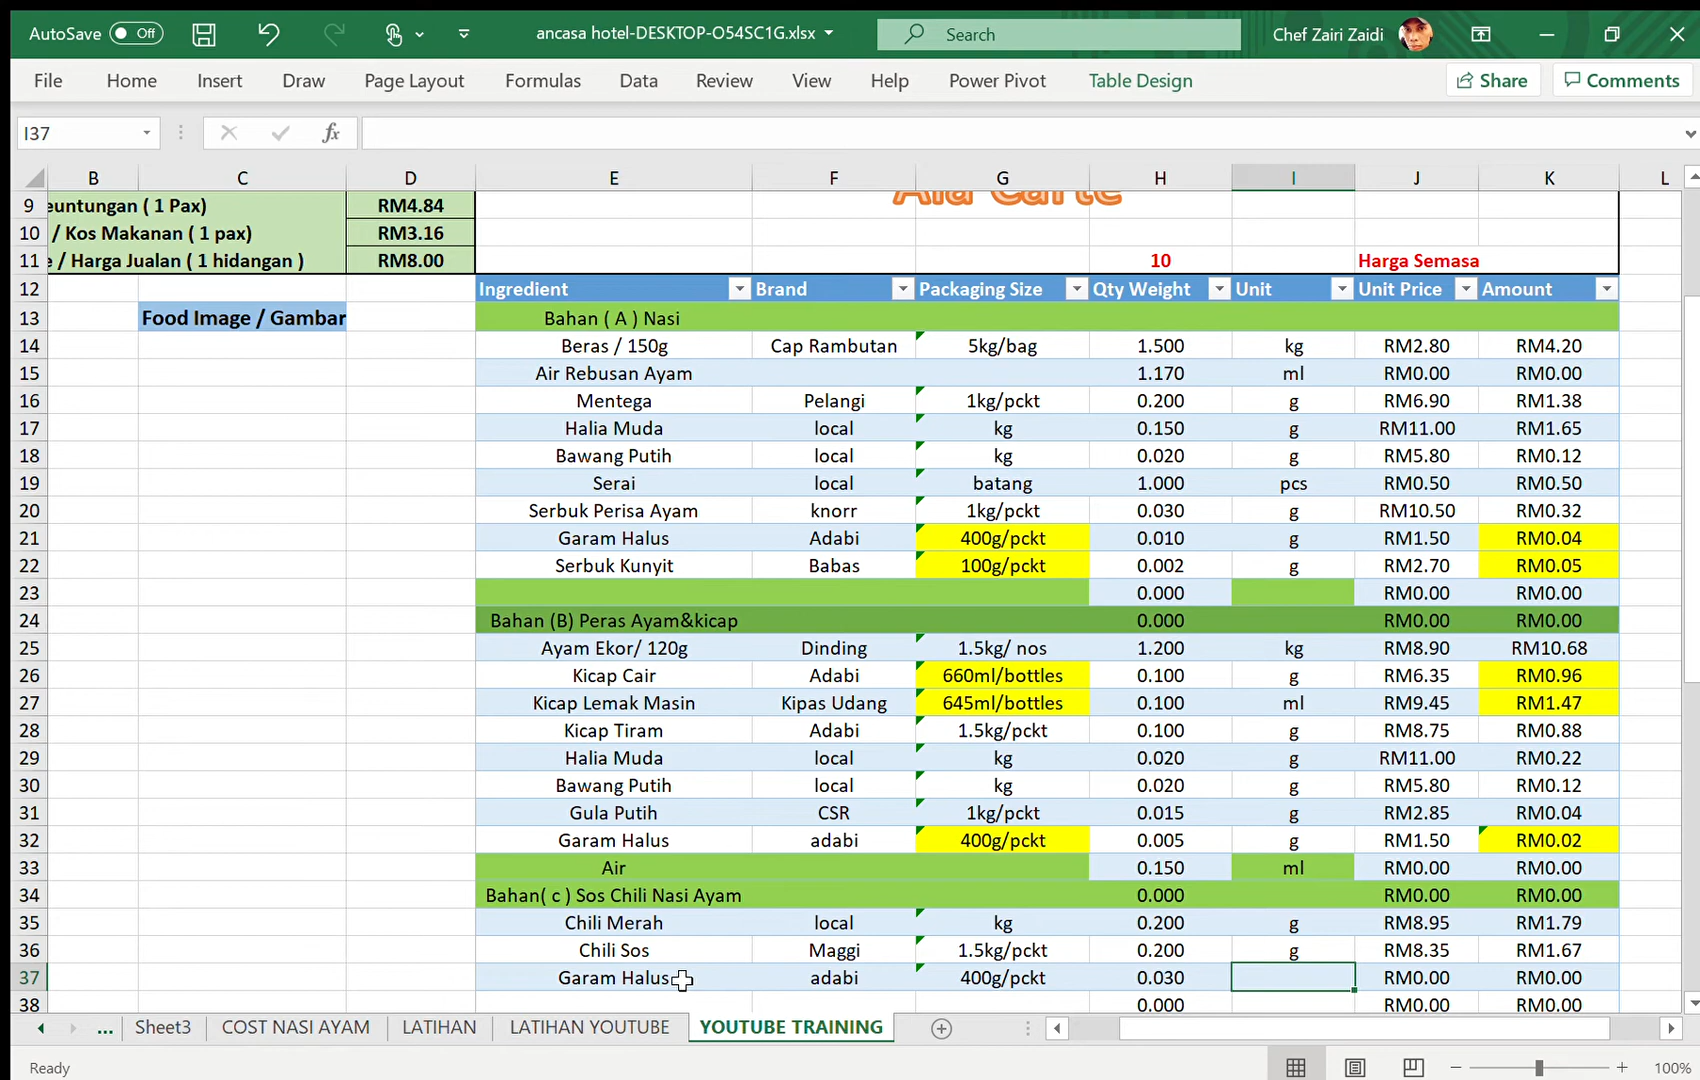 AutoSave Off ancasa hotel-DESKTOP-O54SC1G.xlsx Search Chef Zairi Zaidi
File Home Insert Draw Page Layout Formulas Data Review View Help Power Pivot Table Design Share Comments
I37 fx
B C D E F G H I J K L
Ala Carte
9 euntungan ( 1 Pax) RM4.84
10 / Kos Makanan ( 1 pax) RM3.16
11 e / Harga Jualan ( 1 hidangan ) RM8.00 10 Harga Semasa
12 Ingredient Brand Packaging Size Qty Weight Unit Unit Price Amount
13 Food Image / Gambar Bahan ( A ) Nasi
14 Beras / 150g Cap Rambutan 5kg/bag 1.500 kg RM2.80 RM4.20
15 Air Rebusan Ayam 1.170 ml RM0.00 RM0.00
16 Mentega Pelangi 1kg/pckt 0.200 g RM6.90 RM1.38
17 Halia Muda local kg 0.150 g RM11.00 RM1.65
18 Bawang Putih local kg 0.020 g RM5.80 RM0.12
19 Serai local batang 1.000 pcs RM0.50 RM0.50
20 Serbuk Perisa Ayam knorr 1kg/pckt 0.030 g RM10.50 RM0.32
21 Garam Halus Adabi 400g/pckt 0.010 g RM1.50 RM0.04
22 Serbuk Kunyit Babas 100g/pckt 0.002 g RM2.70 RM0.05
23 0.000 RM0.00 RM0.00
24 Bahan (B) Peras Ayam&kicap 0.000 RM0.00 RM0.00
25 Ayam Ekor/ 120g Dinding 1.5kg/ nos 1.200 kg RM8.90 RM10.68
26 Kicap Cair Adabi 660ml/bottles 0.100 g RM6.35 RM0.96
27 Kicap Lemak Masin Kipas Udang 645ml/bottles 0.100 ml RM9.45 RM1.47
28 Kicap Tiram Adabi 1.5kg/pckt 0.100 g RM8.75 RM0.88
29 Halia Muda local kg 0.020 g RM11.00 RM0.22
30 Bawang Putih local kg 0.020 g RM5.80 RM0.12
31 Gula Putih CSR 1kg/pckt 0.015 g RM2.85 RM0.04
32 Garam Halus adabi 400g/pckt 0.005 g RM1.50 RM0.02
33 Air 0.150 ml RM0.00 RM0.00
34 Bahan( c ) Sos Chili Nasi Ayam 0.000 RM0.00 RM0.00
35 Chili Merah local kg 0.200 g RM8.95 RM1.79
36 Chili Sos Maggi 1.5kg/pckt 0.200 g RM8.35 RM1.67
37 Garam Halus adabi 400g/pckt 0.030 RM0.00 RM0.00
38 0.000 RM0.00 RM0.00
... Sheet3 COST NASI AYAM LATIHAN LATIHAN YOUTUBE YOUTUBE TRAINING
Ready 100%